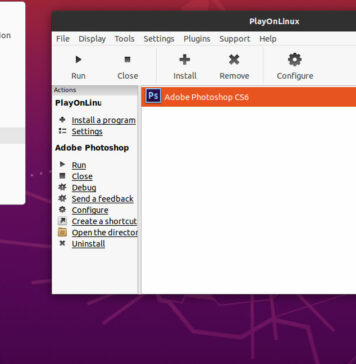 ion
PlayOnLinux
File Display Tools Settings Plugins Support Help
Run Close Install Remove Configure
Actions
PlayOnLinu
Install a program
Settings
Adobe Photoshop
Run
Close
Debug
Send a feedback
Configure
Create a shortcut
Open the director
Uninstall
Ps Adobe Photoshop CS6